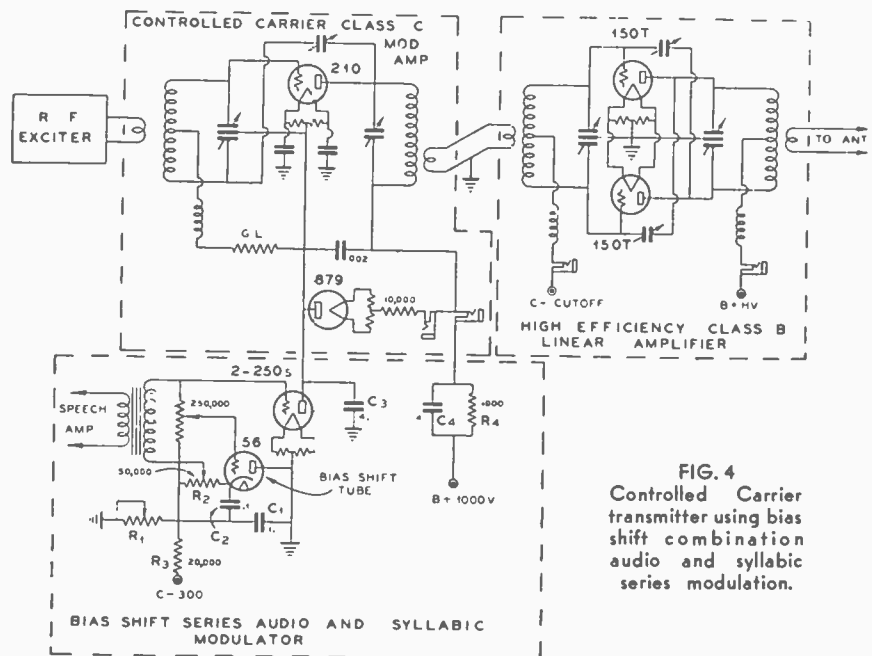 CONTROLLED CARRIER CLASS C
MOD
AMP
210
R F
EXCITER
150T
TO ANT
150T
GL
002
879
10,000
C- CUTOFF
B+HV
HIGH EFFICIENCY CLASS B
LINEAR AMPLIFIER
2-250s
SPEECH
AMP
250,000
C3
56
50,000
R2
BIAS SHIFT
TUBE
C4
R4
B+ 1000V
.1
C1
1.
C2
R1
R3
20,000
C-300
BIAS SHIFT SERIES AUDIO AND SYLLABIC
MODULATOR
FIG. 4
Controlled Carrier
transmitter using bias
shift combination
audio and syllabic
series modulation.